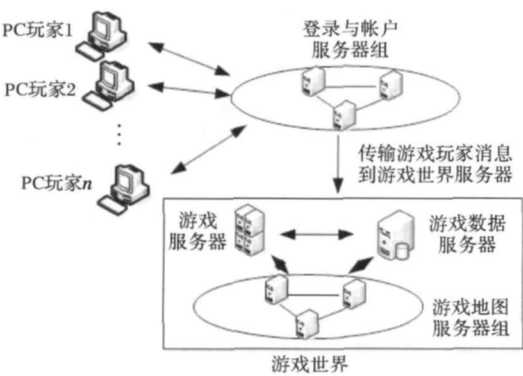 PC玩家1
登录与帐户
服务器组
PC玩家2
⋮
PC玩家n
传输游戏玩家消息
到游戏世界服务器
游戏
服务器
游戏数据
服务器
游戏地图
服务器组
游戏世界